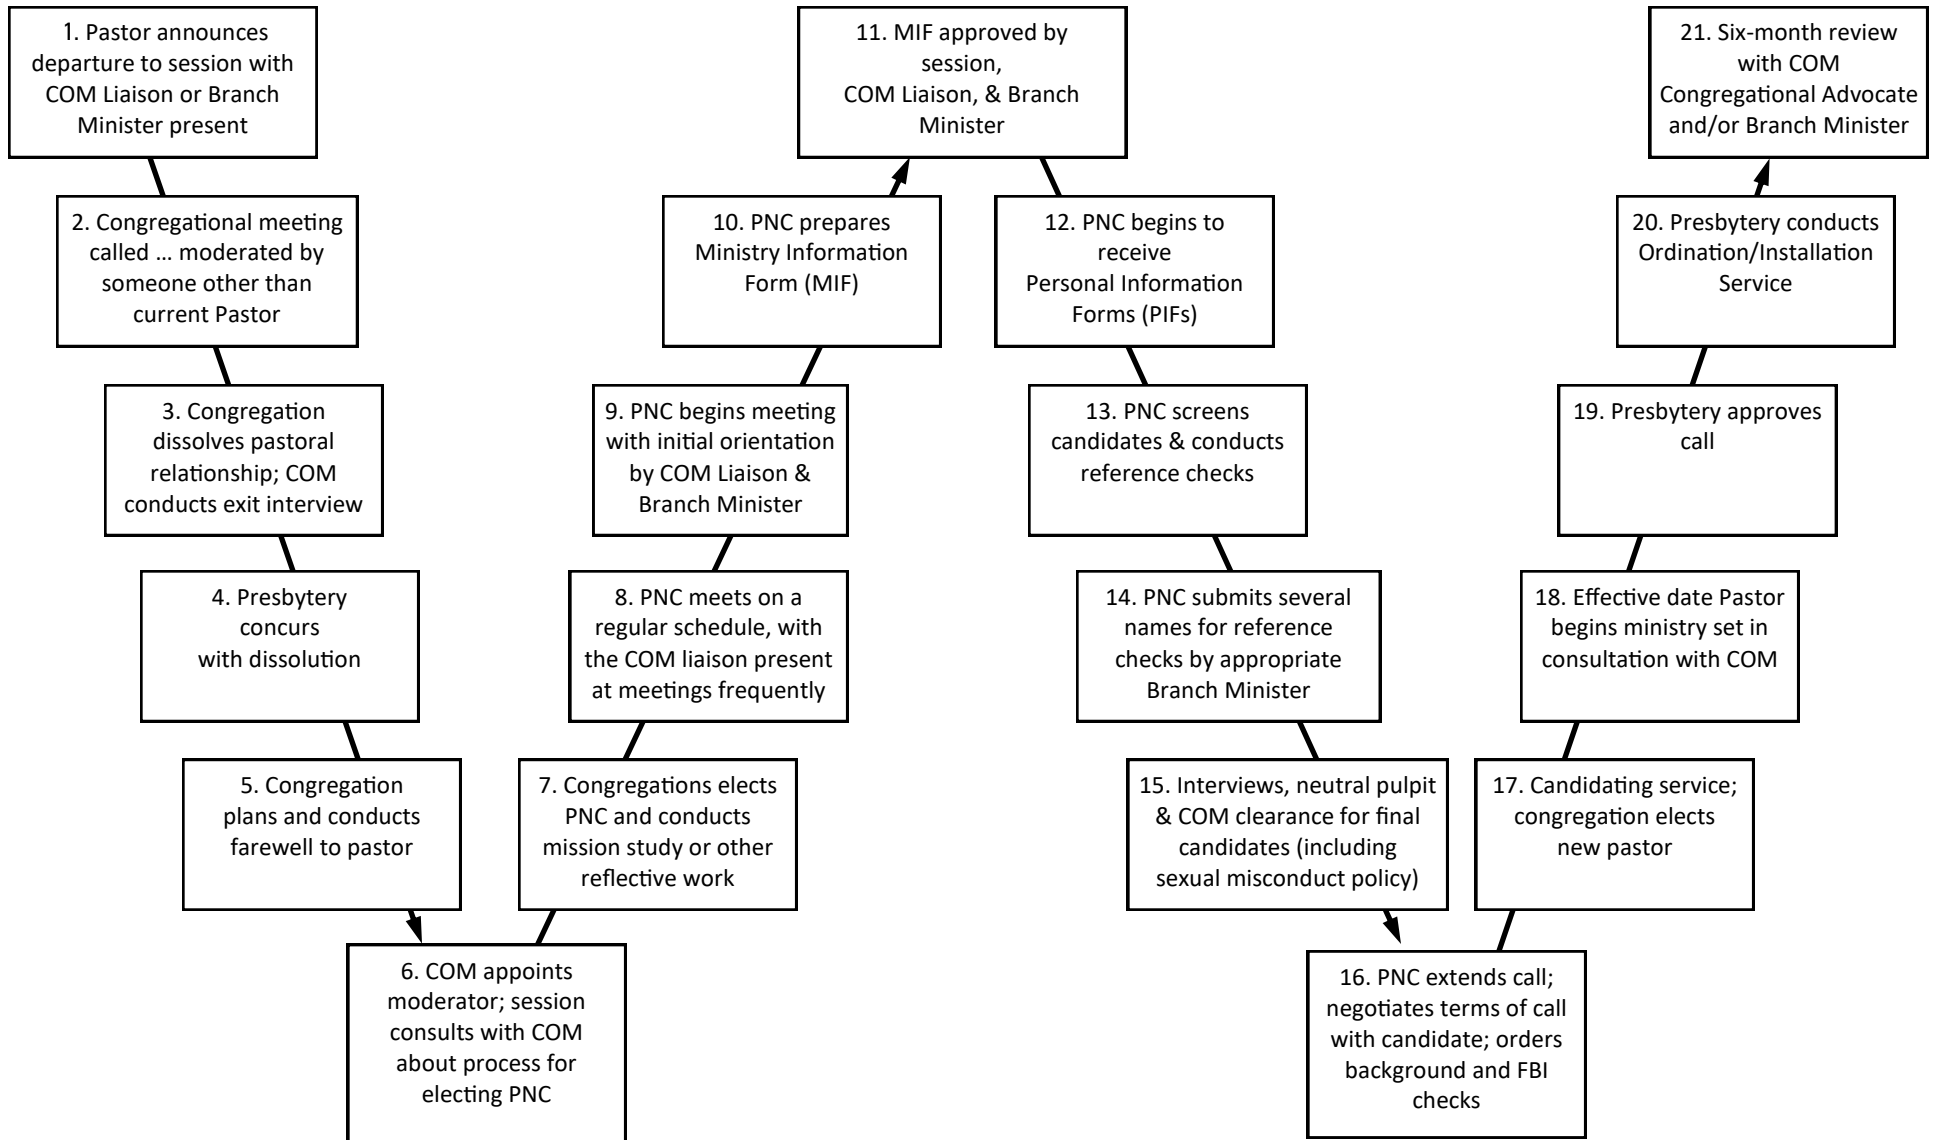 1. Pastor announces
departure to session with
COM Liaison or Branch
Minister present
2. Congregational meeting
called ... moderated by
someone other than
current Pastor
3. Congregation
dissolves pastoral
relationship; COM
conducts exit interview
4. Presbytery
concurs
with dissolution
5. Congregation
plans and conducts
farewell to pastor
6. COM appoints
moderator; session
consults with COM
about process for
electing PNC
7. Congregations elects
PNC and conducts
mission study or other
reflective work
8. PNC meets on a
regular schedule, with
the COM liaison present
at meetings frequently
9. PNC begins meeting
with initial orientation
by COM Liaison &
Branch Minister
10. PNC prepares
Ministry Information
Form (MIF)
11. MIF approved by
session,
COM Liaison, & Branch
Minister
12. PNC begins to
receive
Personal Information
Forms (PIFs)
13. PNC screens
candidates & conducts
reference checks
14. PNC submits several
names for reference
checks by appropriate
Branch Minister
15. Interviews, neutral pulpit
& COM clearance for final
candidates (including
sexual misconduct policy)
16. PNC extends call;
negotiates terms of call
with candidate; orders
background and FBI
checks
17. Candidating service;
congregation elects
new pastor
18. Effective date Pastor
begins ministry set in
consultation with COM
19. Presbytery approves
call
20. Presbytery conducts
Ordination/Installation
Service
21. Six-month review
with COM
Congregational Advocate
and/or Branch Minister